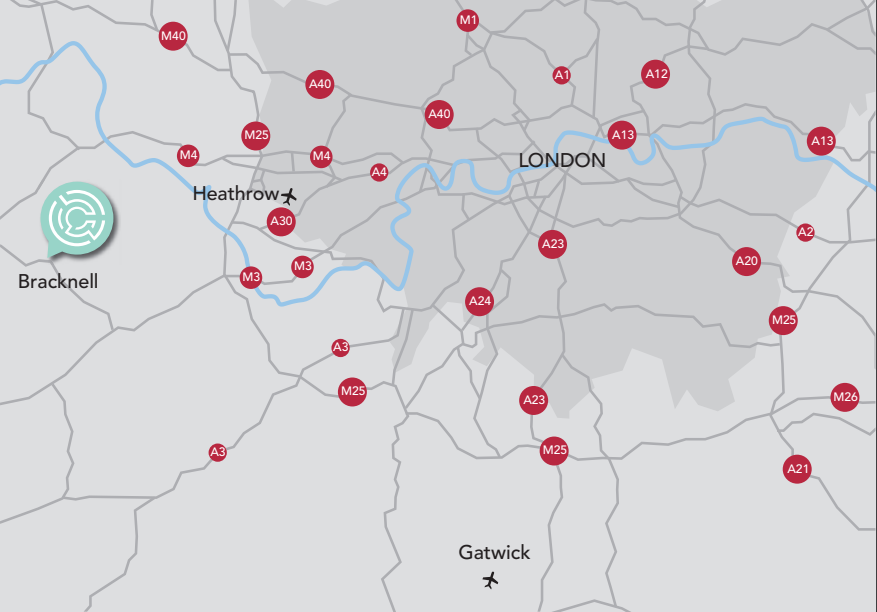 M1
M40
A1
A12
A40
A40
M25
A13
A13
M4
M4
LONDON
A4
Heathrow
A30
A2
A23
A20
M3
M3
Bracknell
A24
M25
A3
M25
A23
M26
A3
M25
A21
Gatwick